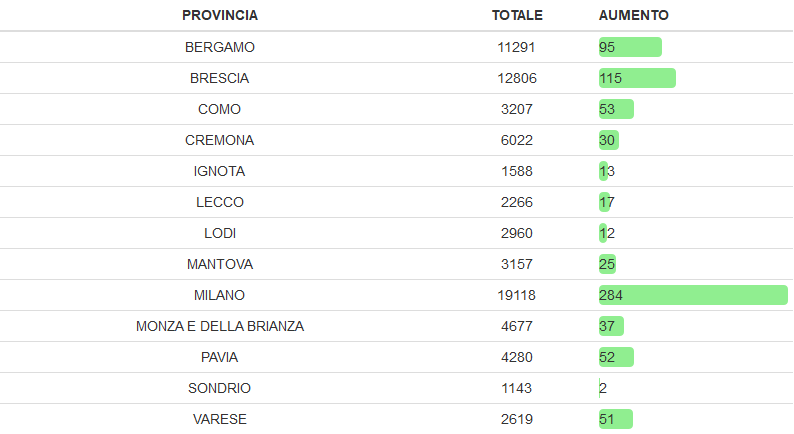 PROVINCIA TOTALE AUMENTO
BERGAMO 11291 95
BRESCIA 12806 115
COMO 3207 53
CREMONA 6022 30
IGNOTA 1588 13
LECCO 2266 17
LODI 2960 12
MANTOVA 3157 25
MILANO 19118 284
MONZA E DELLA BRIANZA 4677 37
PAVIA 4280 52
SONDRIO 1143 2
VARESE 2619 51